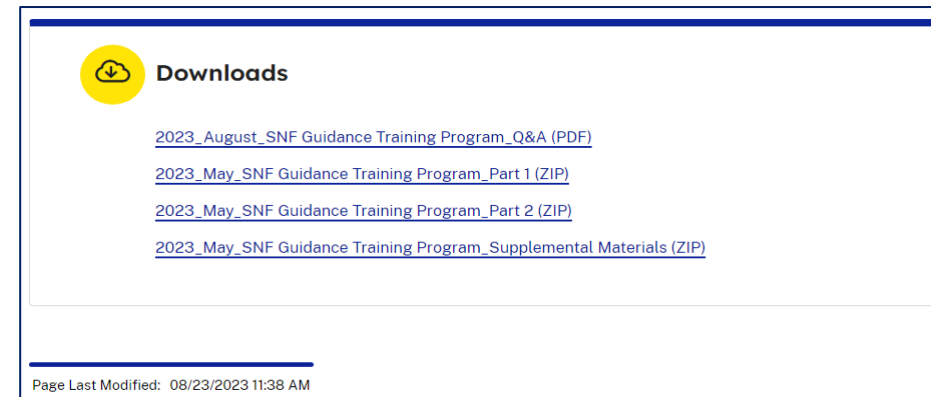 Downloads
2023_August_SNF Guidance Training Program_Q&A (PDF)
2023_May_SNF Guidance Training Program_Part 1 (ZIP)
2023_May_SNF Guidance Training Program_Part 2 (ZIP)
2023_May_SNF Guidance Training Program_Supplemental Materials (ZIP)
Page Last Modified: 08/23/2023 11:38 AM